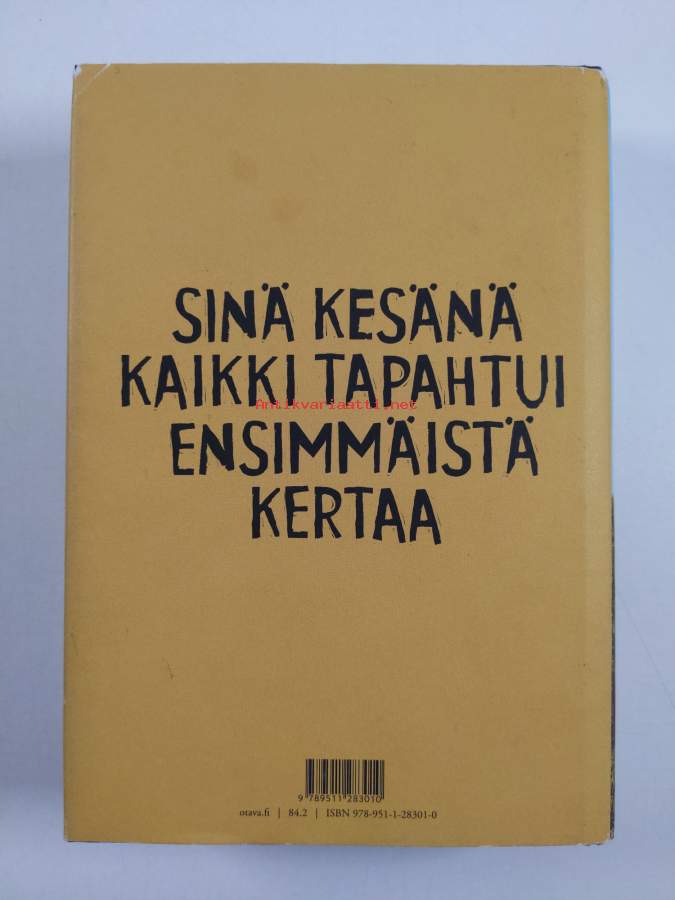 SINÄ KESÄNÄ
KAIKKI TAPAHTUI
Antikvariaatti.net
ENSIMMÄISTÄ
KERTAA
9 789511 283010
otava.fi | 84.2 | ISBN 978-951-1-28301-0